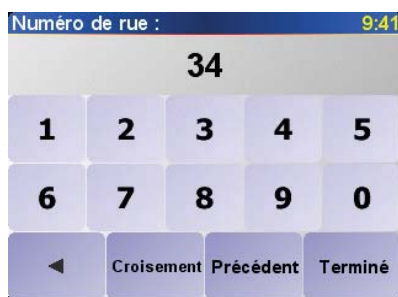 Numéro de rue : 9:41
34
1 2 3 4 5
6 7 8 9 0
Croisement Précédent Terminé